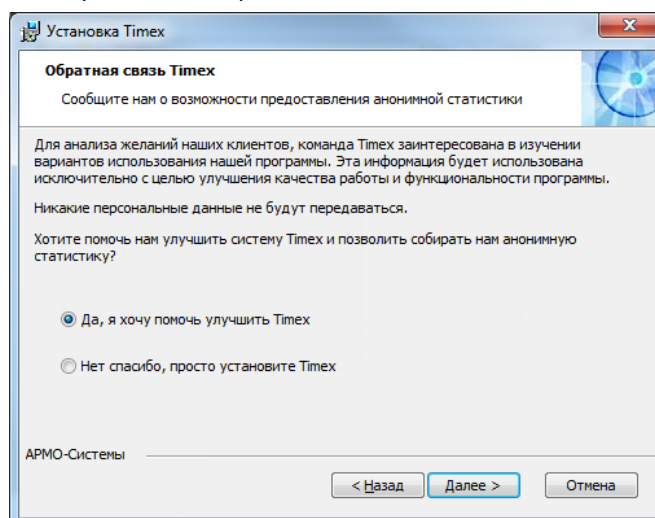 Установка Timex
Обратная связь Timex
Сообщите нам о возможности предоставления анонимной статистики
Для анализа желаний наших клиентов, команда Timex заинтересована в изучении
вариантов использования нашей программы. Эта информация будет использована
исключительно с целью улучшения качества работы и функциональности программы.
Никакие персональные данные не будут передаваться.
Хотите помочь нам улучшить систему Timex и позволить собирать нам анонимную
статистику?
Да, я хочу помочь улучшить Timex
Нет спасибо, просто установите Timex
АРМО-Системы
< Назад Далее > Отмена